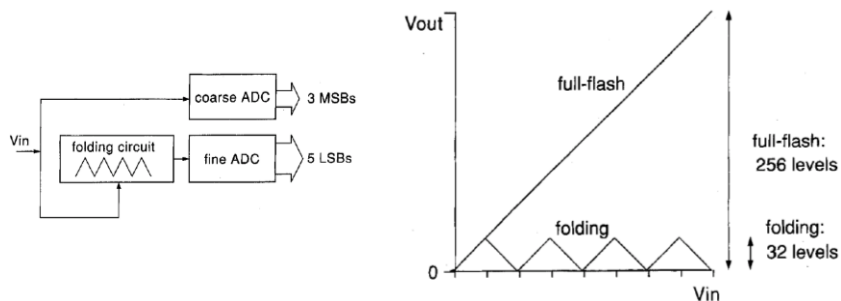 coarse ADC
3 MSBs
Vin
folding circuit
fine ADC
5 LSBs
Vout
full-flash
full-flash:
256 levels
folding
folding:
32 levels
0
Vin